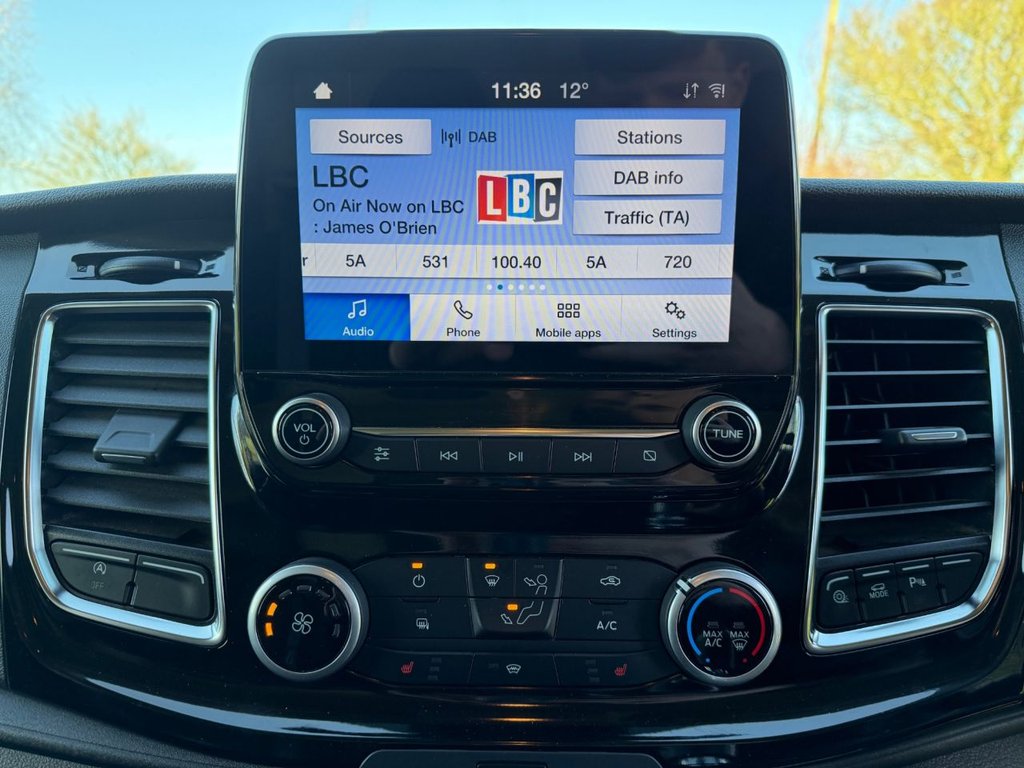 11:36 12°
Sources DAB Stations
LBC
LBC
DAB info
On Air Now on LBC
: James O'Brien
Traffic (TA)
r 5A 531 100.40 5A 720
Audio Phone Mobile apps Settings
VOL
TUNE
A
OFF
MODE
P
A/C
MAX
A/C
MAX